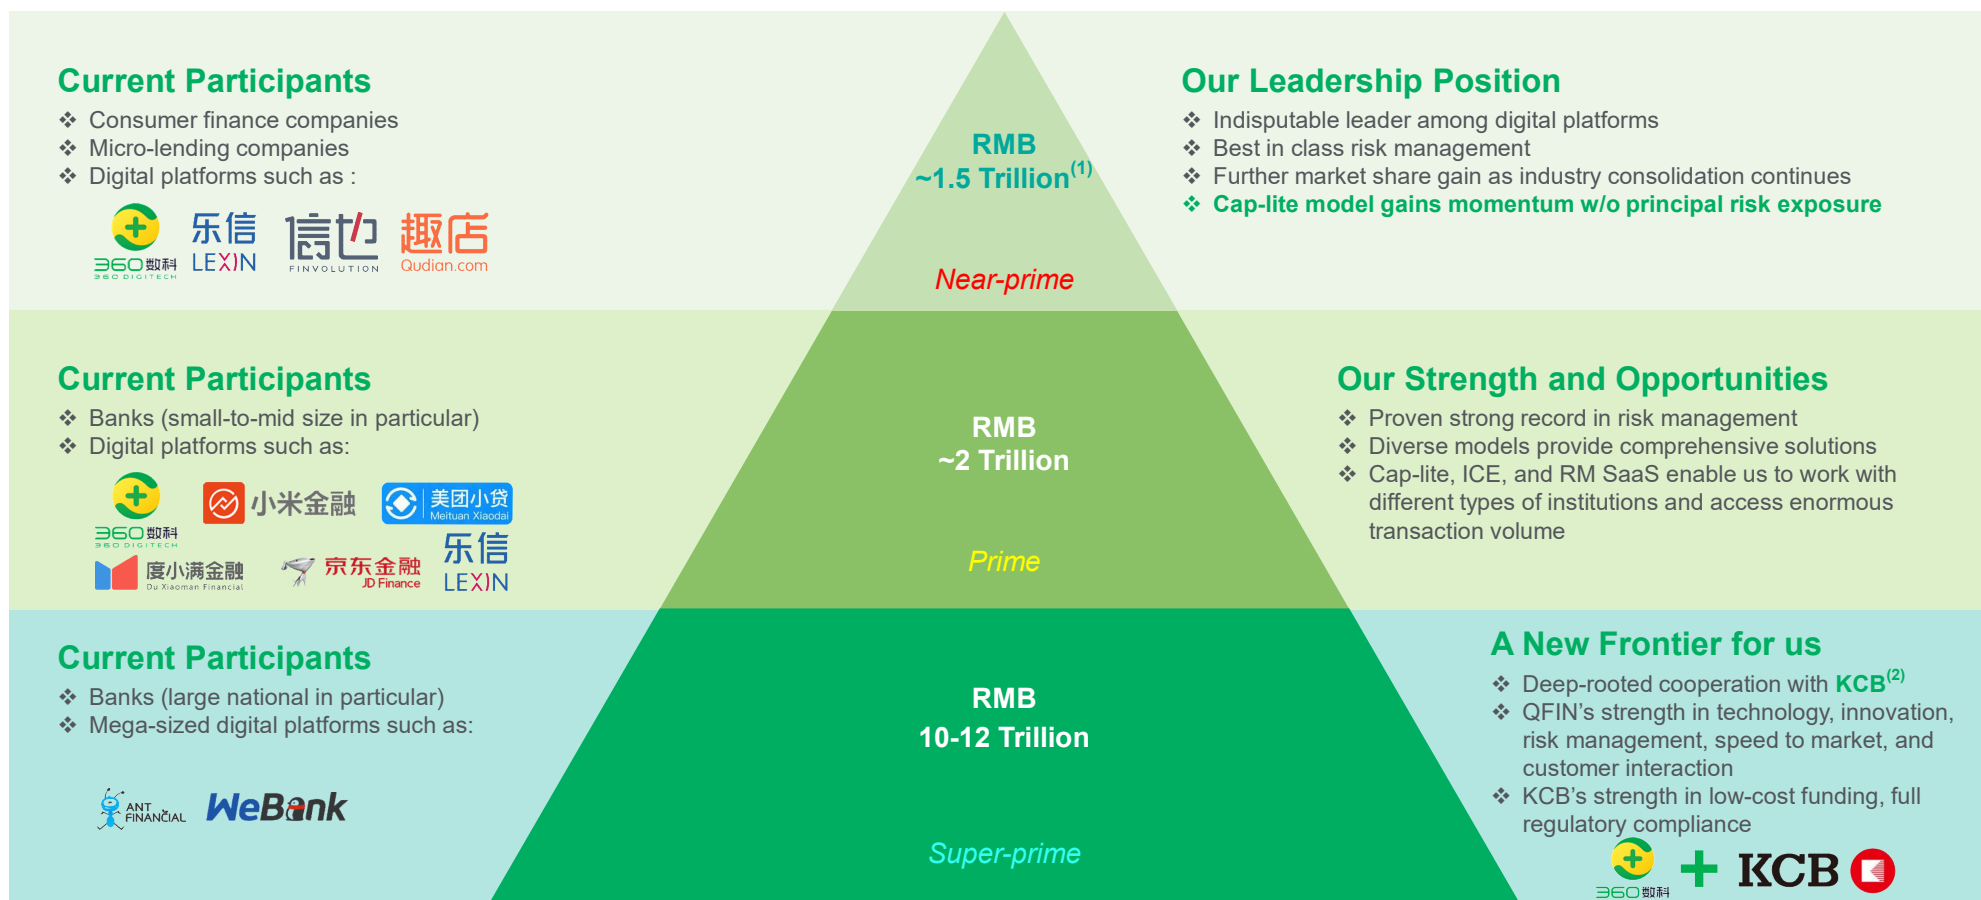 Current Participants
❖ Consumer finance companies
❖ Micro-lending companies
❖ Digital platforms such as :
360数科
360 DIGITECH
乐信
LEXIN
信也
FINVOLUTION
趣店
Qudian.com
RMB
~1.5 Trillion(1)
Near-prime
Our Leadership Position
❖ Indisputable leader among digital platforms
❖ Best in class risk management
❖ Further market share gain as industry consolidation continues
❖ Cap-lite model gains momentum w/o principal risk exposure
Current Participants
❖ Banks (small-to-mid size in particular)
❖ Digital platforms such as:
360数科
360 DIGITECH
小米金融
美团小贷
Meituan Xiaodai
度小满金融
Du Xiaoman Financial
京东金融
JD Finance
乐信
LEXIN
RMB
~2 Trillion
Prime
Our Strength and Opportunities
❖ Proven strong record in risk management
❖ Diverse models provide comprehensive solutions
❖ Cap-lite, ICE, and RM SaaS enable us to work with
different types of institutions and access enormous
transaction volume
Current Participants
❖ Banks (large national in particular)
❖ Mega-sized digital platforms such as:
ANT
FINANCIAL
WeBank
RMB
10-12 Trillion
Super-prime
A New Frontier for us
❖ Deep-rooted cooperation with KCB(2)
❖ QFIN's strength in technology, innovation,
risk management, speed to market, and
customer interaction
❖ KCB's strength in low-cost funding, full
regulatory compliance
360数科
+
KCB